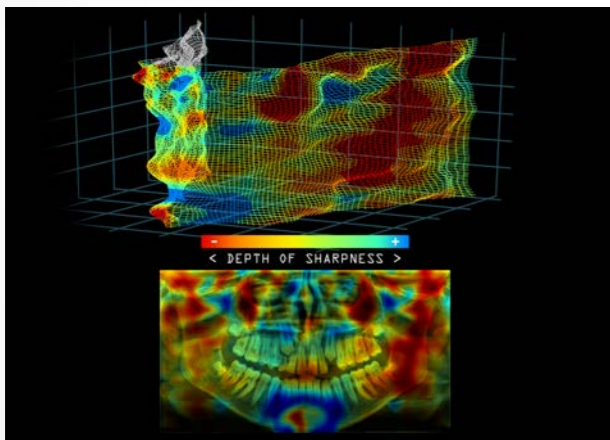 - +
< DEPTH OF SHARPNESS >